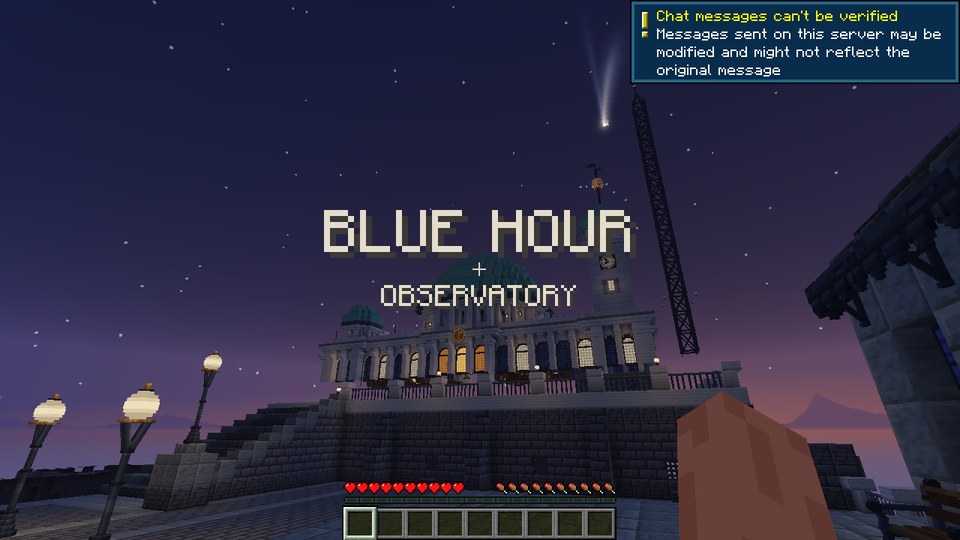 Chat messages can't be verified
Messages sent on this server may be
modified and might not reflect the
original message
BLUE HOUR
OBSERVATORY